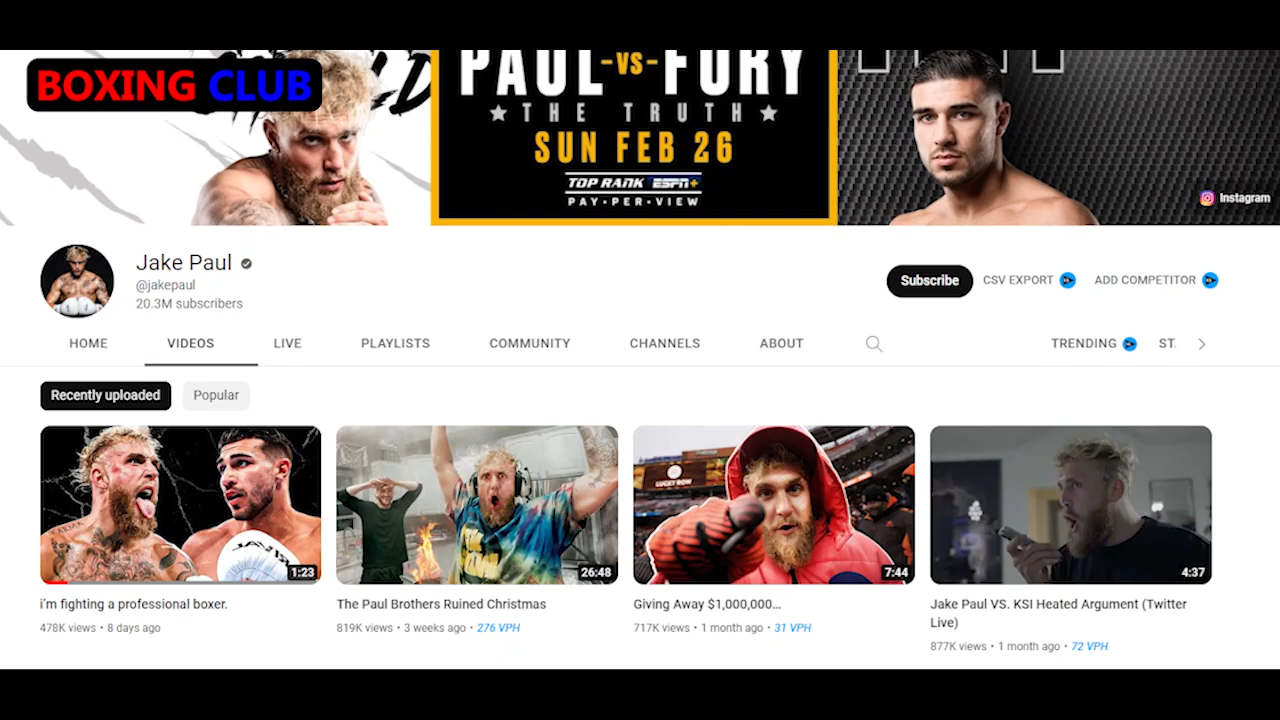 BOXING CLUB
PAUL -VS- FURY
★ THE TRUTH ★
SUN FEB 26
TOP RANK ESPN+
PAY•PER•VIEW
Instagram
Jake Paul
@jakepaul
20.3M subscribers
Subscribe
CSV EXPORT
ADD COMPETITOR
HOME
VIDEOS
LIVE
PLAYLISTS
COMMUNITY
CHANNELS
ABOUT
TRENDING
ST.
Recently uploaded
Popular
LUCKY ROW
1:23
26:48
7:44
4:37
i'm fighting a professional boxer.
478K views • 8 days ago
The Paul Brothers Ruined Christmas
819K views • 3 weeks ago • 276 VPH
Giving Away $1,000,000...
717K views • 1 month ago • 31 VPH
Jake Paul VS. KSI Heated Argument (Twitter
Live)
877K views • 1 month ago • 72 VPH